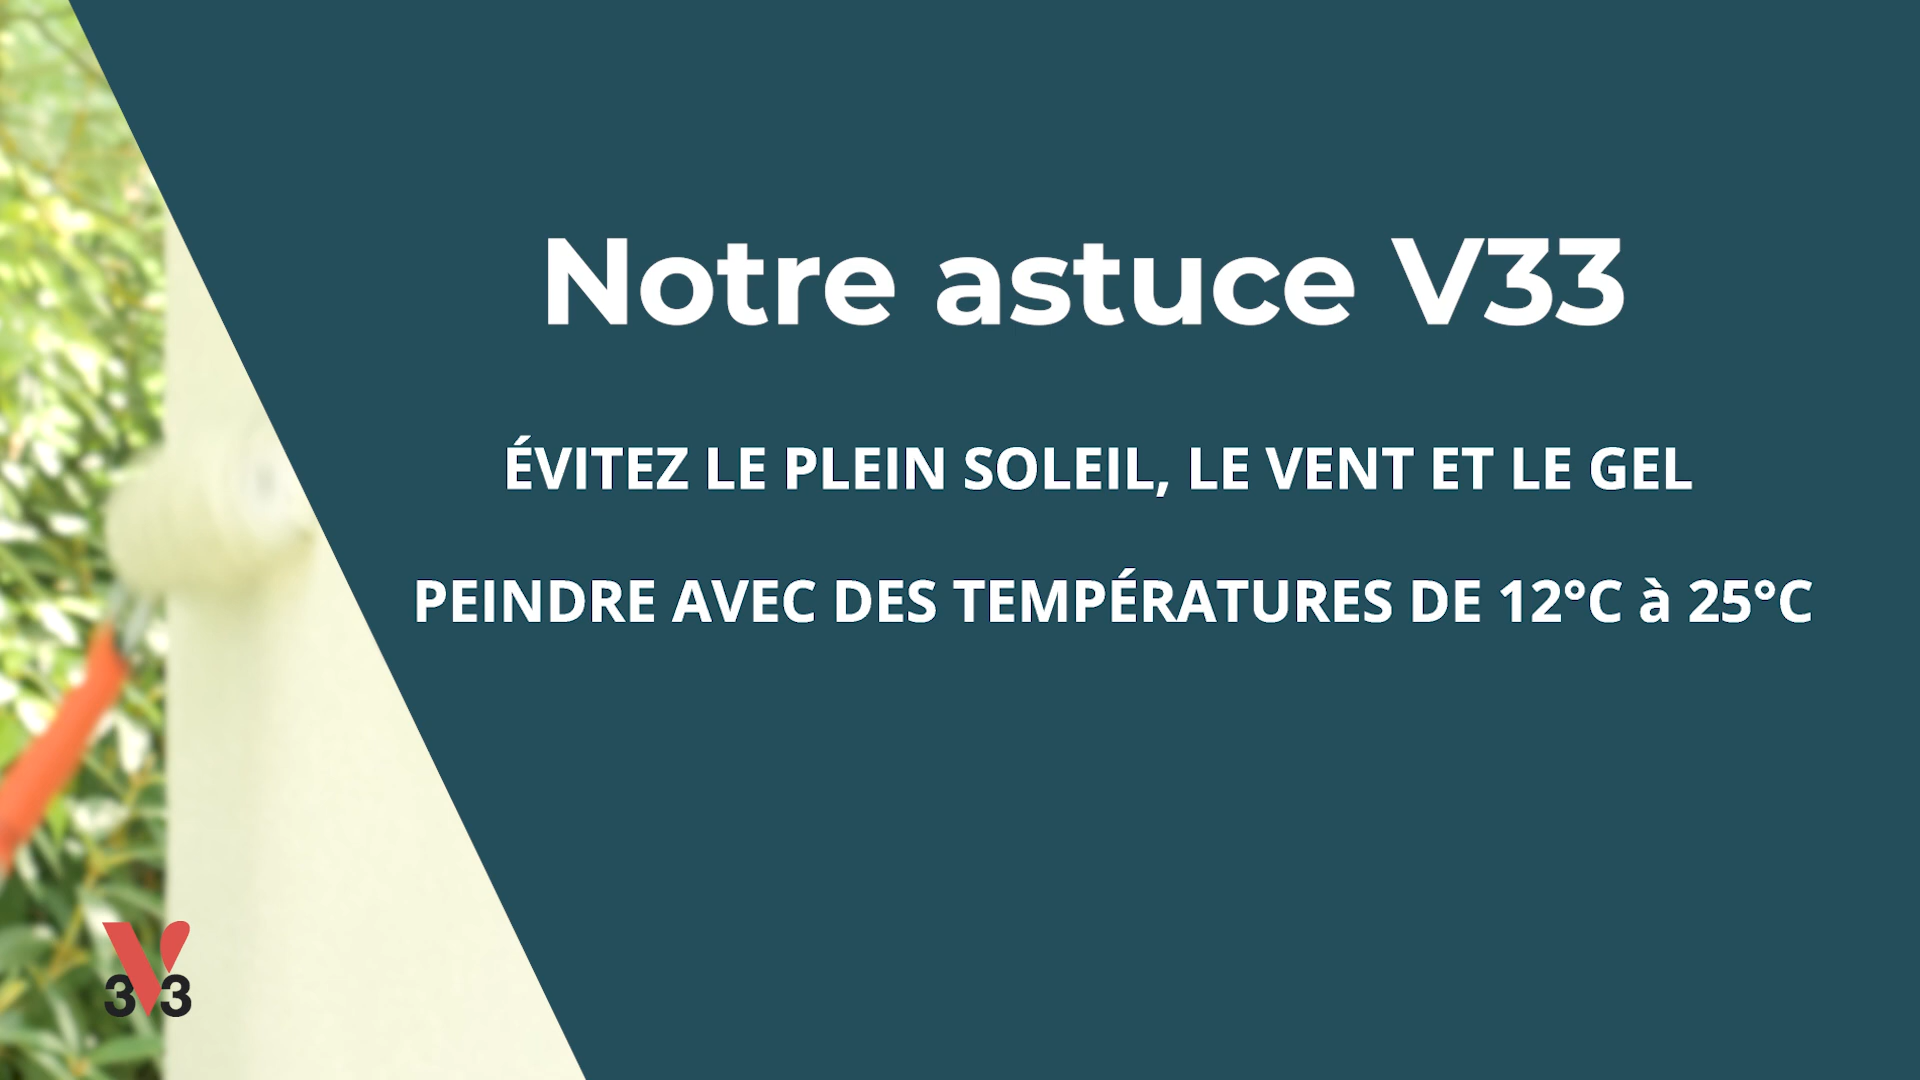 Notre astuce V33
ÉVITEZ LE PLEIN SOLEIL, LE VENT ET LE GEL
PEINDRE AVEC DES TEMPÉRATURES DE 12°C à 25°C
3V3